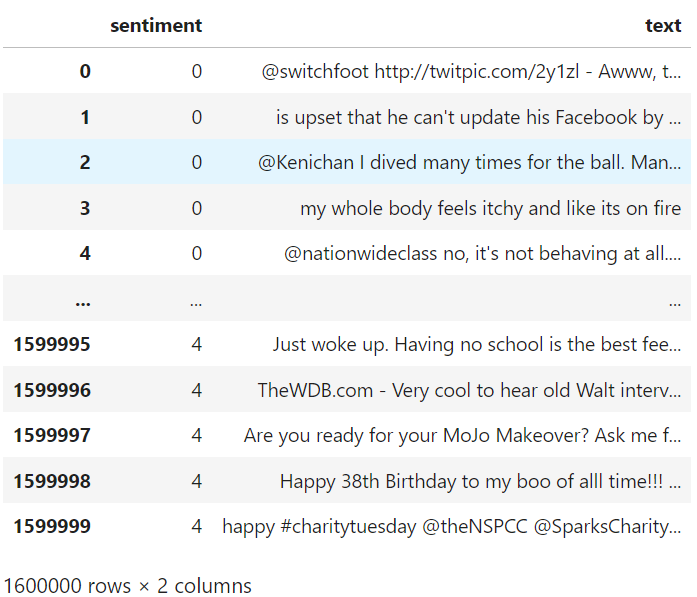 sentiment text
0 0 @switchfoot http://twitpic.com/2y1zl - Awww, t...
1 0 is upset that he can't update his Facebook by ...
2 0 @Kenichan I dived many times for the ball. Man...
3 0 my whole body feels itchy and like its on fire
4 0 @nationwideclass no, it's not behaving at all....
... ... ...
1599995 4 Just woke up. Having no school is the best fee...
1599996 4 TheWDB.com - Very cool to hear old Walt interv...
1599997 4 Are you ready for your MoJo Makeover? Ask me f...
1599998 4 Happy 38th Birthday to my boo of alll time!!! ...
1599999 4 happy #charitytuesday @theNSPCC @SparksCharity...
1600000 rows × 2 columns